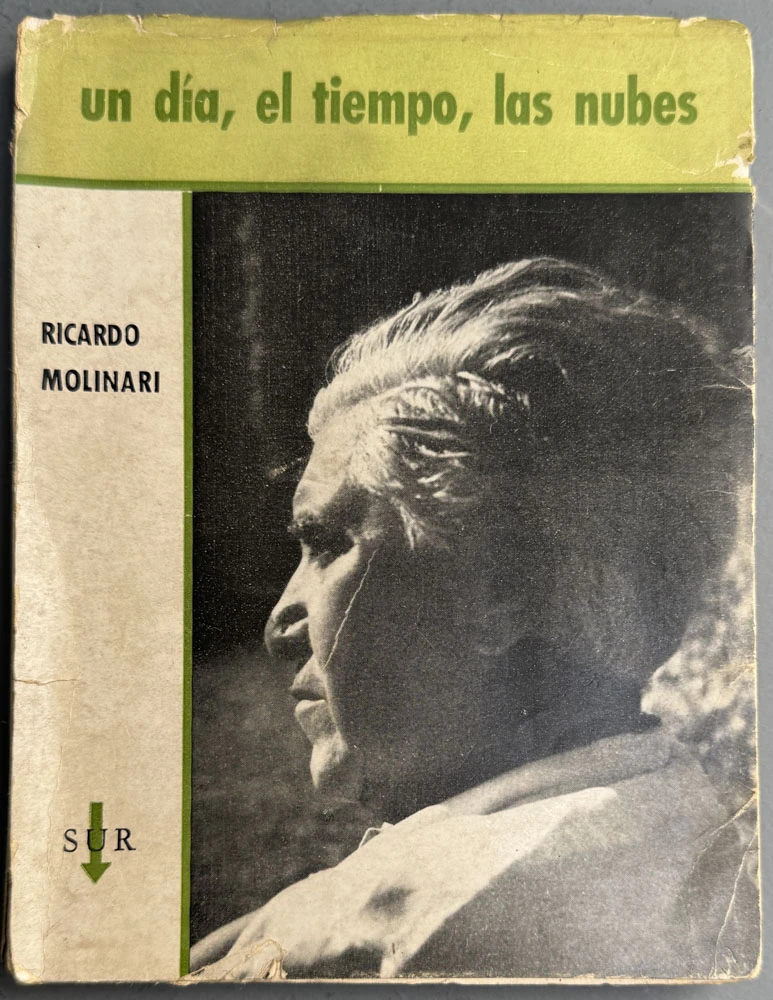 un día, el tiempo, las nubes
RICARDO
MOLINARI
SUR